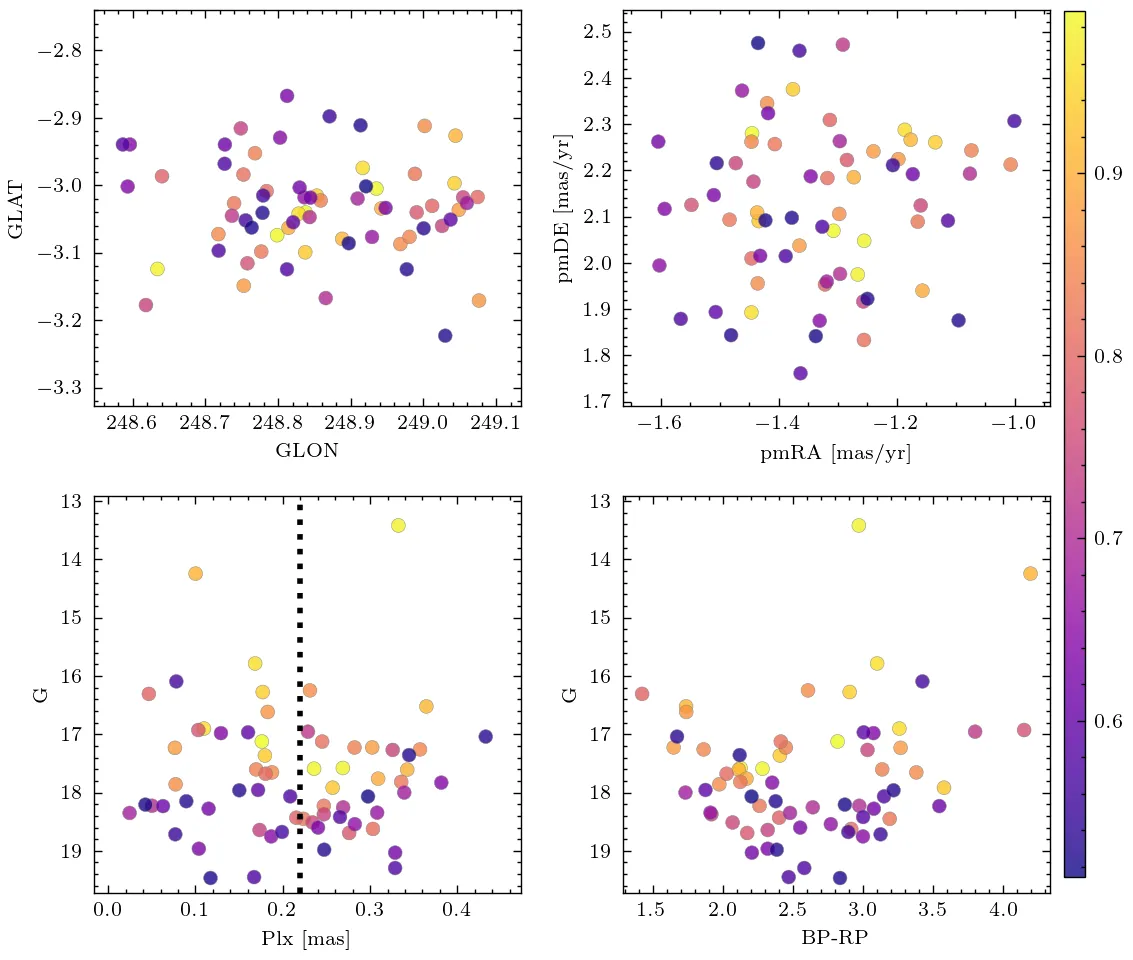 −2.8
−2.9
−3.0
−3.1
−3.2
−3.3
GLAT
248.6 248.7 248.8 248.9 249.0 249.1
GLON
2.5
2.4
2.3
2.2
2.1
2.0
1.9
1.8
1.7
pmDE [mas/yr]
−1.6 −1.4 −1.2 −1.0
pmRA [mas/yr]
13
14
15
16
17
18
19
G
0.0 0.1 0.2 0.3 0.4
Plx [mas]
13
14
15
16
17
18
19
G
1.5 2.0 2.5 3.0 3.5 4.0
BP-RP
0.9
0.8
0.7
0.6